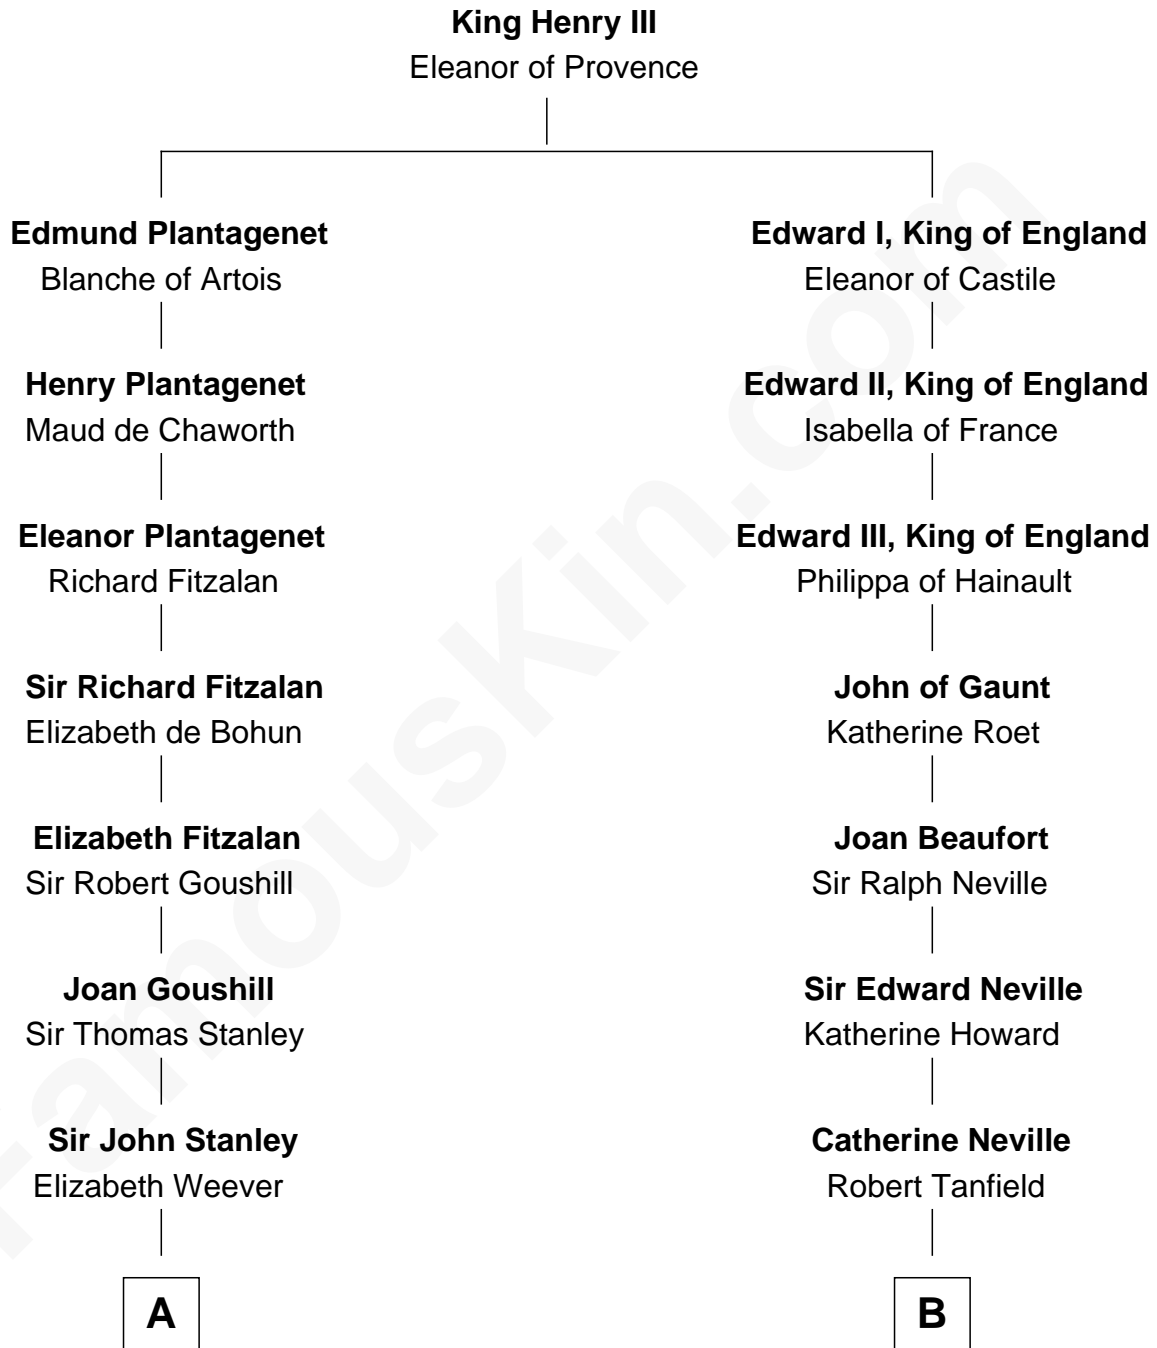 King Henry III
Eleanor of Provence
Edmund Plantagenet
Blanche of Artois
Henry Plantagenet
Maud de Chaworth
Eleanor Plantagenet
Richard Fitzalan
Sir Richard Fitzalan
Elizabeth de Bohun
Elizabeth Fitzalan
Sir Robert Goushill
Joan Goushill
Sir Thomas Stanley
Sir John Stanley
Elizabeth Weever
A
Edward I, King of England
Eleanor of Castile
Edward II, King of England
Isabella of France
Edward III, King of England
Philippa of Hainault
John of Gaunt
Katherine Roet
Joan Beaufort
Sir Ralph Neville
Sir Edward Neville
Katherine Howard
Catherine Neville
Robert Tanfield
B
FamousKin.com